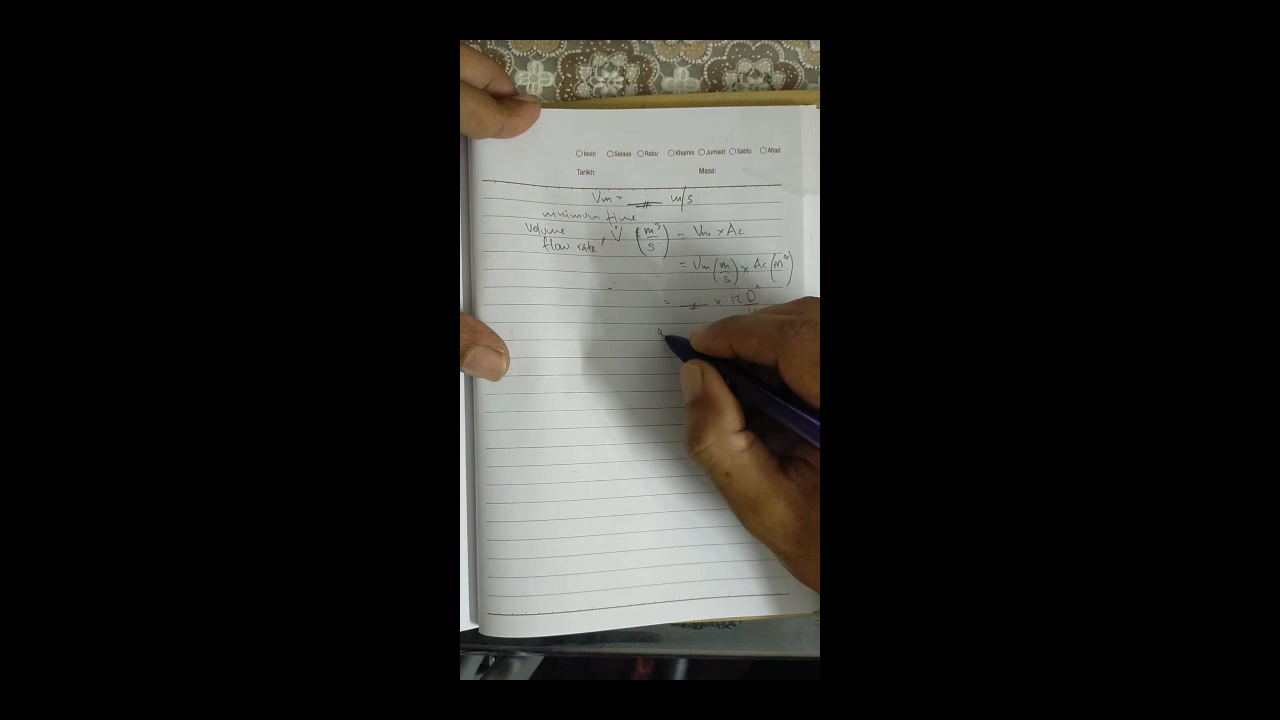 Isnin Selasa Rabu Khamis Jumaat Sabtu Ahad
Tarikh: Masa:
Vm = m/s
minimum time
Volume flow rate, V̇ (m³/s) = Vm × Ac
= Vm (m/s) × Ac (m²)
= × πD²